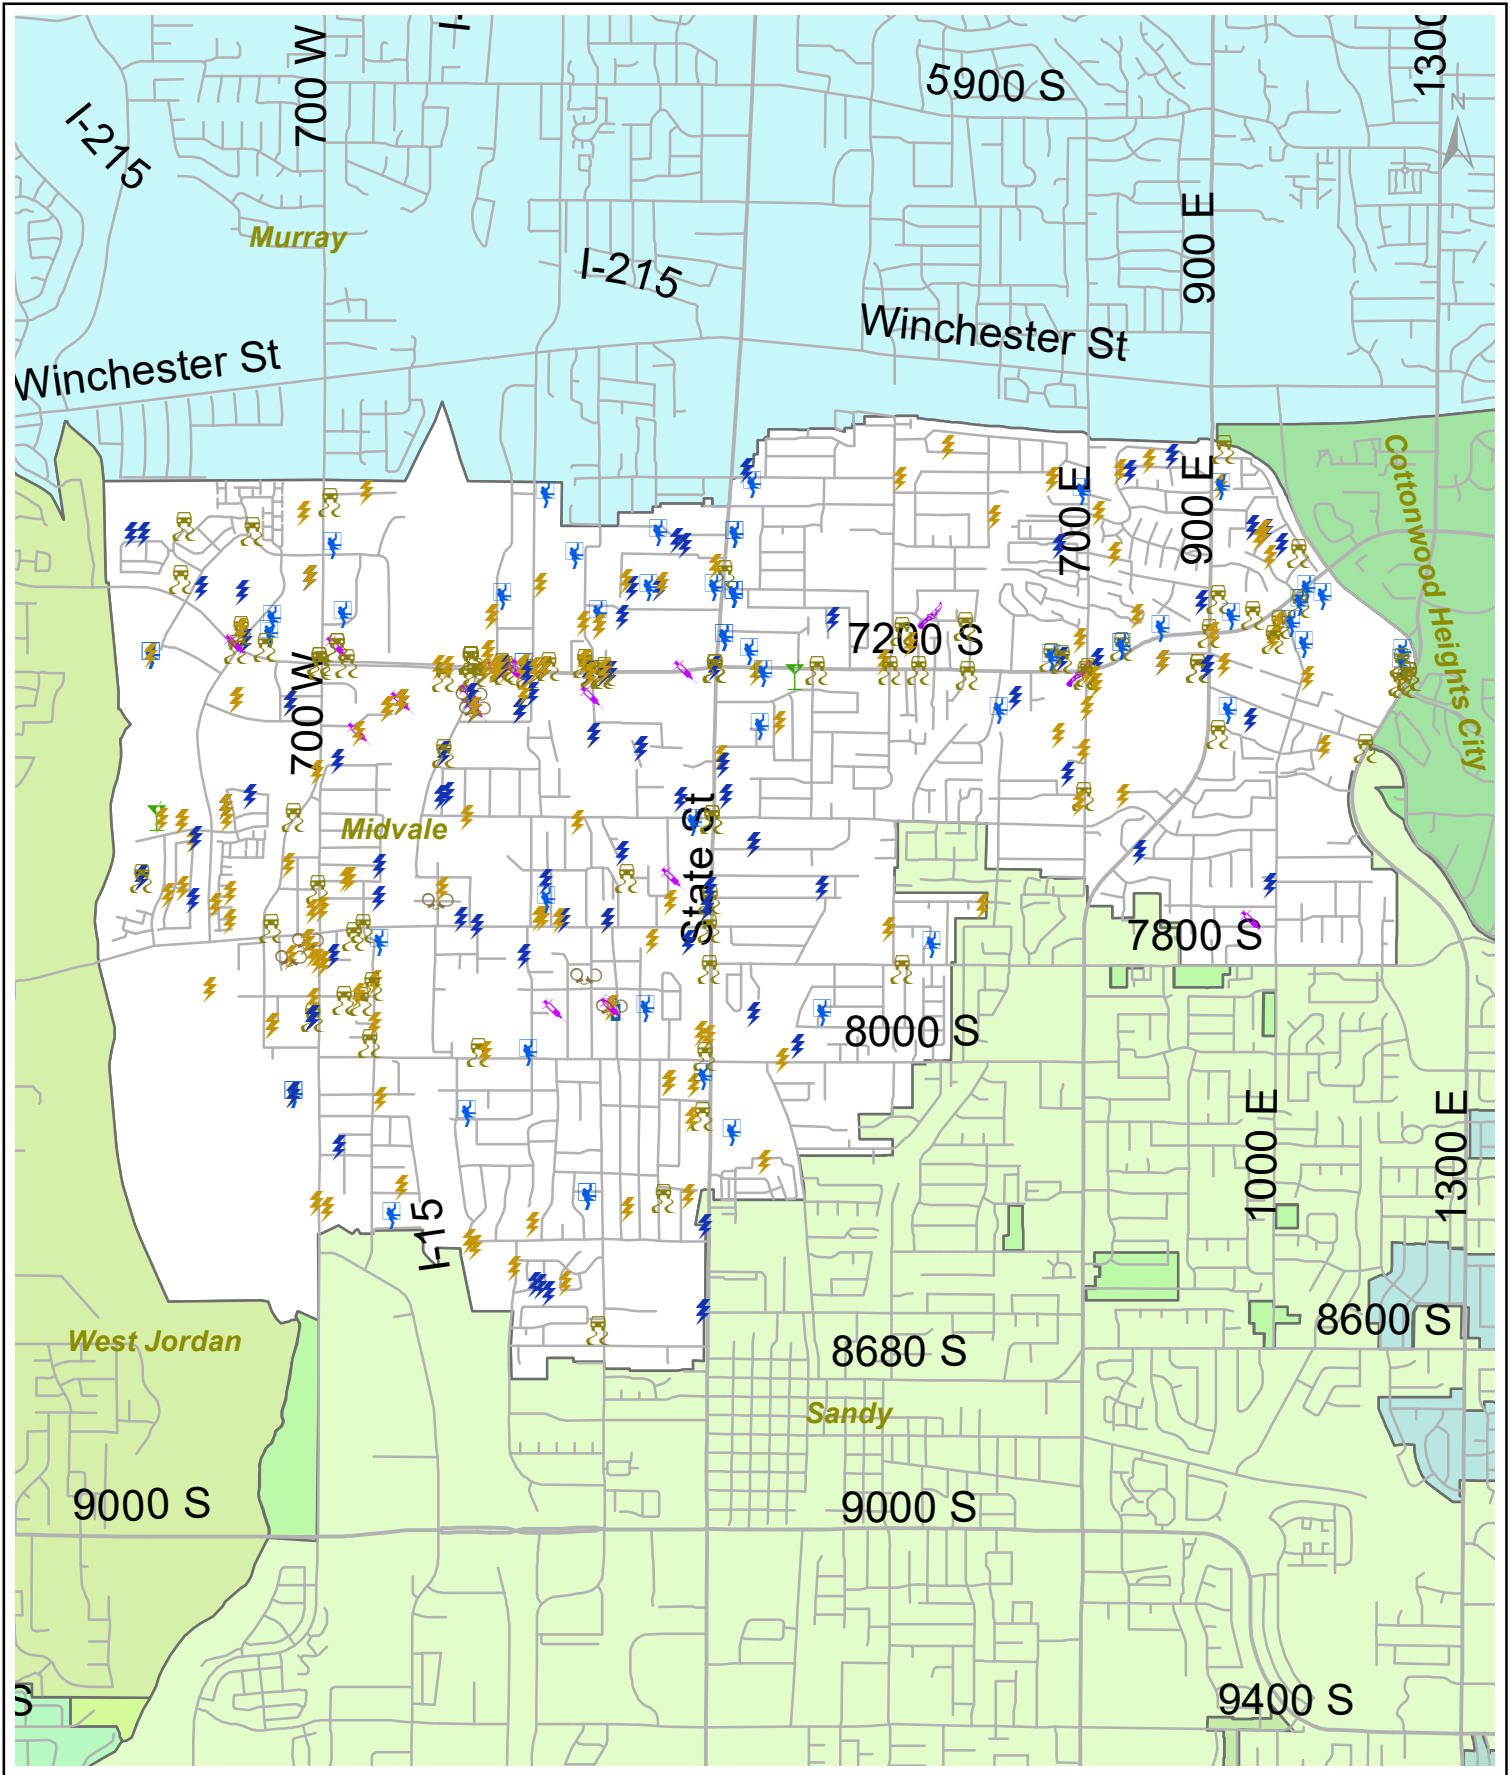 700 W
I-
1300
5900 S
N
I-215
900 E
Murray
I-215
Winchester St
Winchester St
Cottonwood Heights City
700 E
900 E
7200 S
700 W
Midvale
State St
7800 S
8000 S
1000 E
1300 E
I-15
8600 S
West Jordan
8680 S
Sandy
9000 S
9000 S
S
9400 S